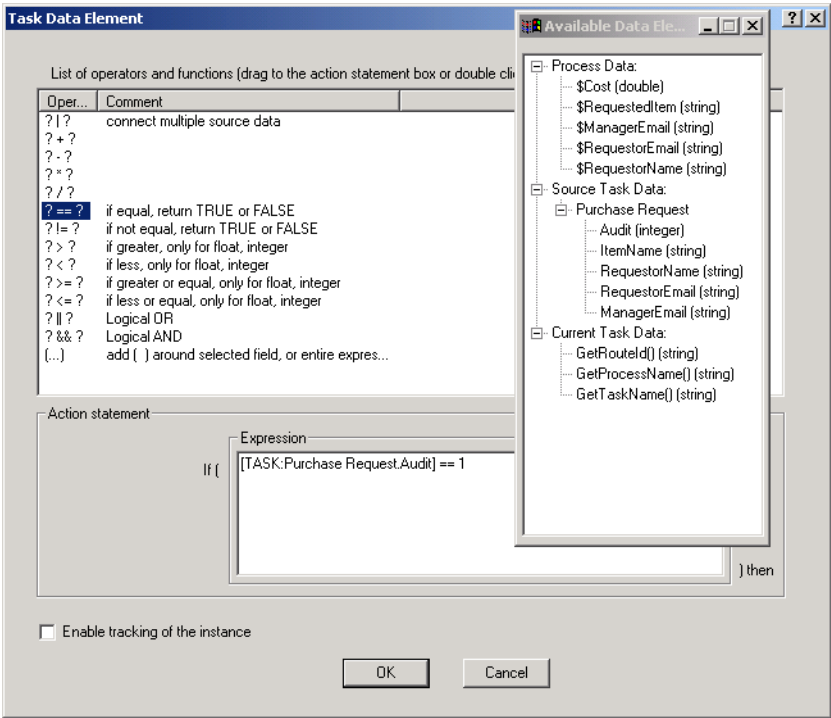 Task Data Element
List of operators and functions (drag to the action statement box or double cli
Oper... Comment
? | ? connect multiple source data
? + ?
? - ?
? * ?
? / ?
? == ? if equal, return TRUE or FALSE
? != ? if not equal, return TRUE or FALSE
? > ? if greater, only for float, integer
? < ? if less, only for float, integer
? >= ? if greater or equal, only for float, integer
? <= ? if less or equal, only for float, integer
? || ? Logical OR
? && ? Logical AND
(...) add ( ) around selected field, or entire expres...
Action statement
Expression
If (
[TASK:Purchase Request.Audit] == 1
) then
Enable tracking of the instance
OK Cancel
Available Data Ele...
Process Data:
$Cost (double)
$RequestedItem (string)
$ManagerEmail (string)
$RequestorEmail (string)
$RequestorName (string)
Source Task Data:
Purchase Request
Audit (integer)
ItemName (string)
RequestorName (string)
RequestorEmail (string)
ManagerEmail (string)
Current Task Data:
GetRouteId() (string)
GetProcessName() (string)
GetTaskName() (string)